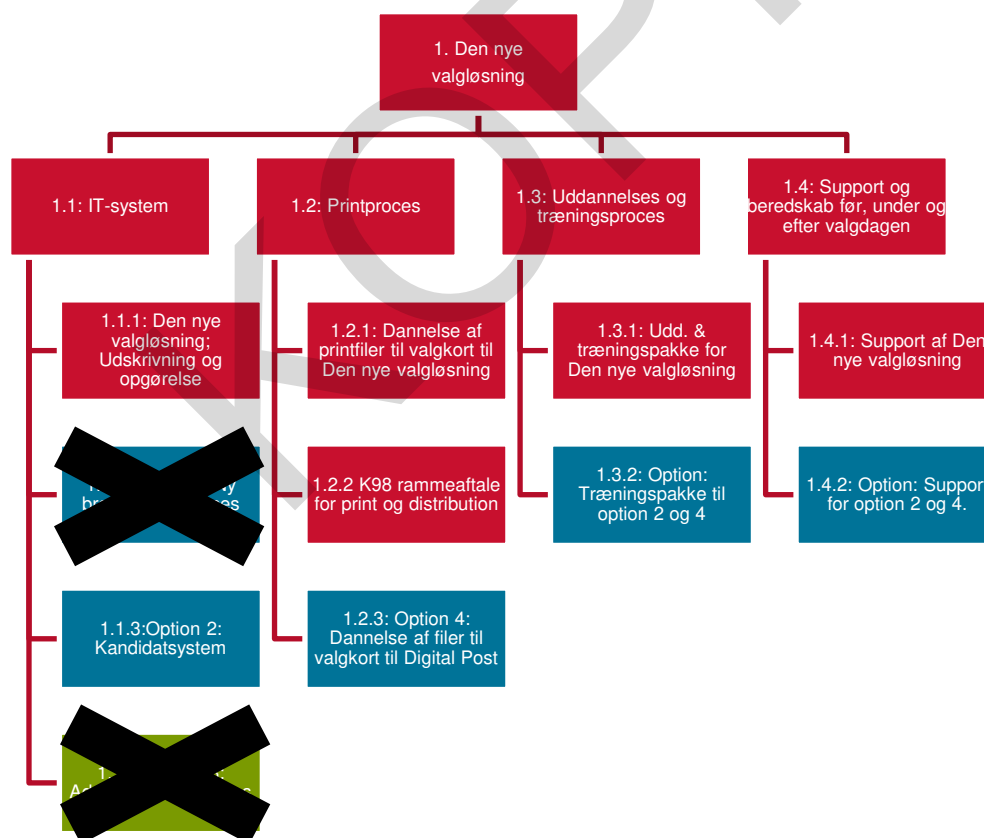 1. Den nye
valgløsning
1.1: IT-system
1.2: Printproces
1.3: Uddannelses og
træningsproces
1.4: Support og
beredskab før, under og
efter valgdagen
1.1.1: Den nye
valgløsning;
Udskrivning og
opgørelse
1.2.1: Dannelse af
printfiler til valgkort til
Den nye valgløsning
1.3.1: Udd. &
træningspakke for
Den nye valgløsning
1.4.1: Support af Den
nye valgløsning
1.2.2 K98 rammeaftale
for print og distribution
1.3.2: Option:
Træningspakke til
option 2 og 4
1.4.2: Option: Support
for option 2 og 4.
1.1.3:Option 2:
Kandidatsystem
1.2.3: Option 4:
Dannelse af filer til
valgkort til Digital Post